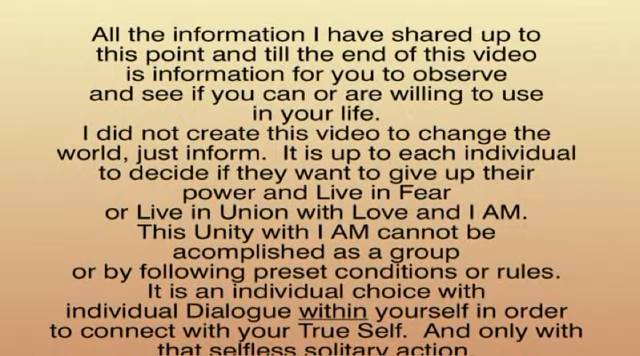 All the information I have shared up to
this point and till the end of this video
is information for you to observe
and see if you can or are willing to use
in your life.
I did not create this video to change the
world, just inform.  It is up to each individual
to decide if they want to give up their
power and Live in Fear
or Live in Union with Love and I AM.
This Unity with I AM cannot be
acomplished as a group
or by following preset conditions or rules.
It is an individual choice with
individual Dialogue within yourself in order
to connect with your True Self.  And only with
that selfless solitary action